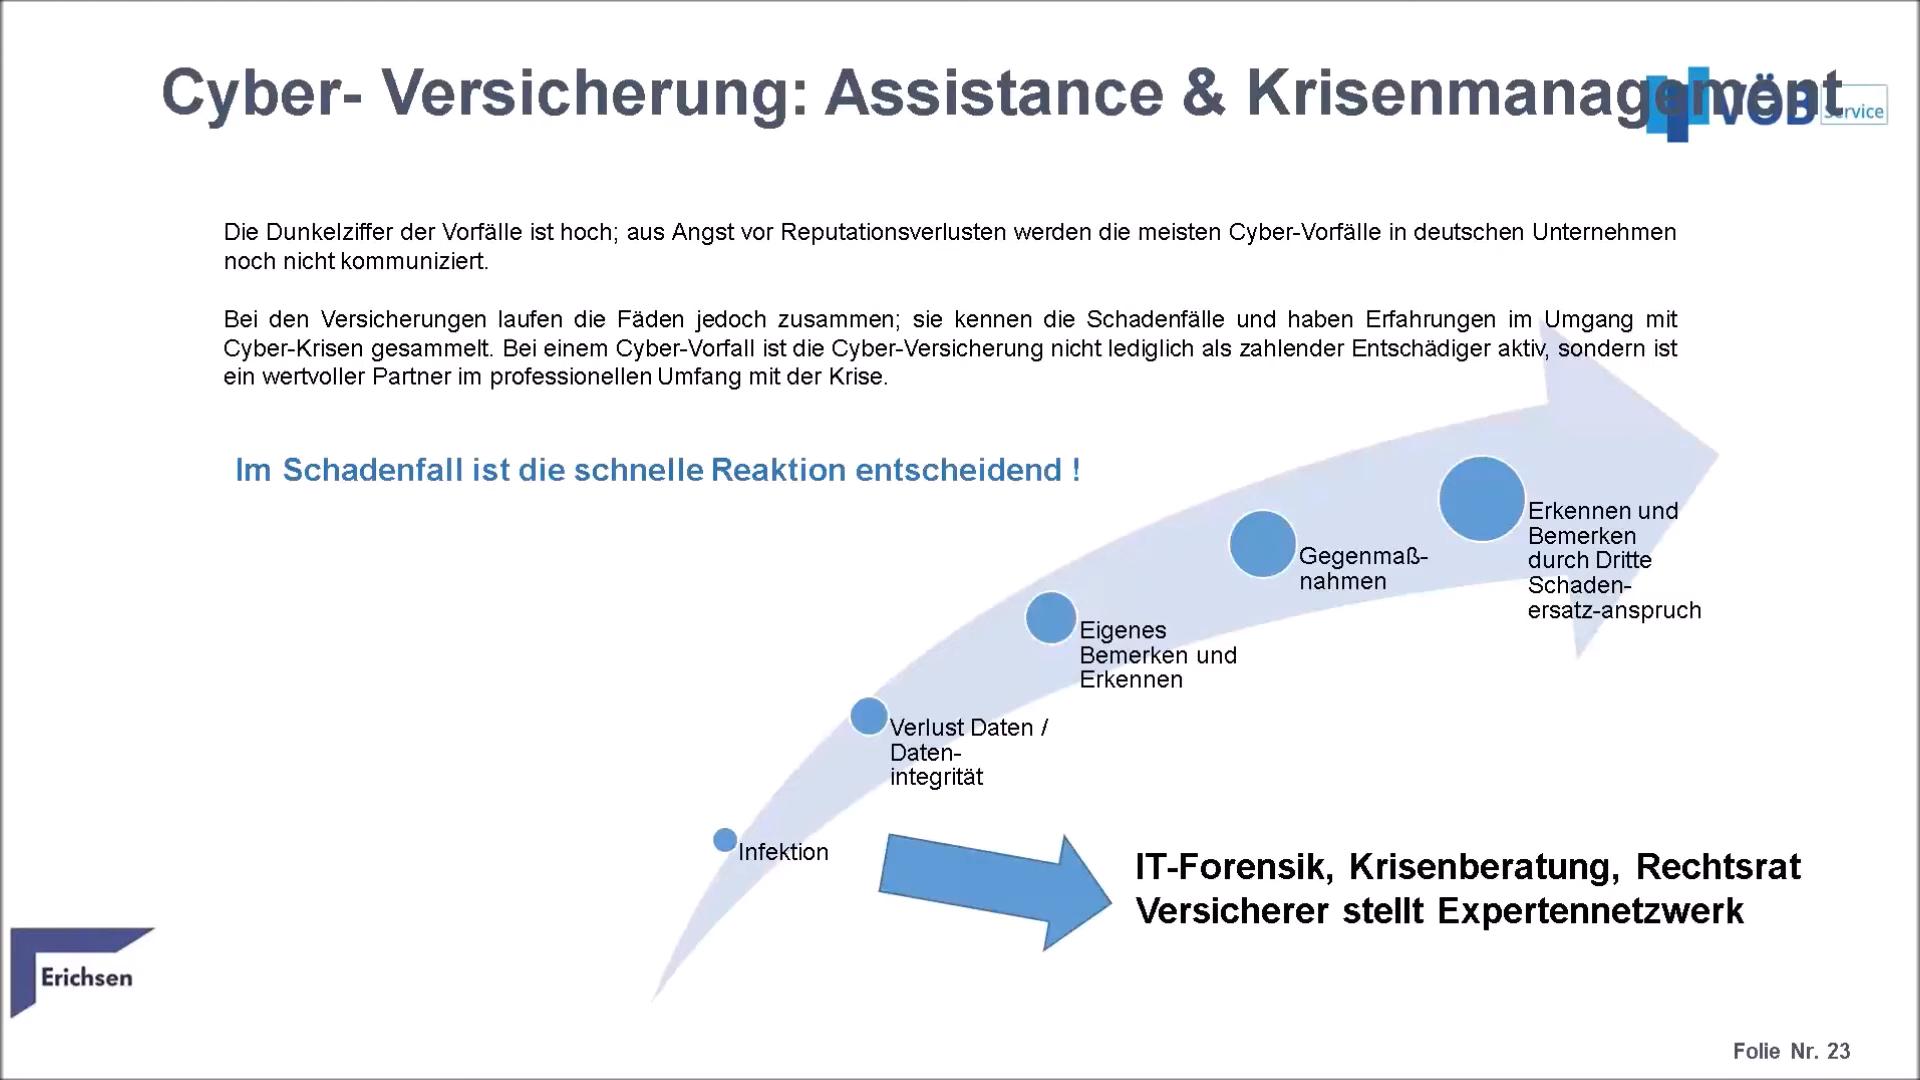 Cyber- Versicherung: Assistance & Krisenmanagement
VÖB Service
Die Dunkelziffer der Vorfälle ist hoch; aus Angst vor Reputationsverlusten werden die meisten Cyber-Vorfälle in deutschen Unternehmen
noch nicht kommuniziert.
Bei den Versicherungen laufen die Fäden jedoch zusammen; sie kennen die Schadenfälle und haben Erfahrungen im Umgang mit
Cyber-Krisen gesammelt. Bei einem Cyber-Vorfall ist die Cyber-Versicherung nicht lediglich als zahlender Entschädiger aktiv, sondern ist
ein wertvoller Partner im professionellen Umfang mit der Krise.
Im Schadenfall ist die schnelle Reaktion entscheidend !
Infektion
Verlust Daten /
Daten-
integrität
Eigenes
Bemerken und
Erkennen
Gegenmaß-
nahmen
Erkennen und
Bemerken
durch Dritte
Schaden-
ersatz-anspruch
IT-Forensik, Krisenberatung, Rechtsrat
Versicherer stellt Expertennetzwerk
Erichsen
Folie Nr. 23